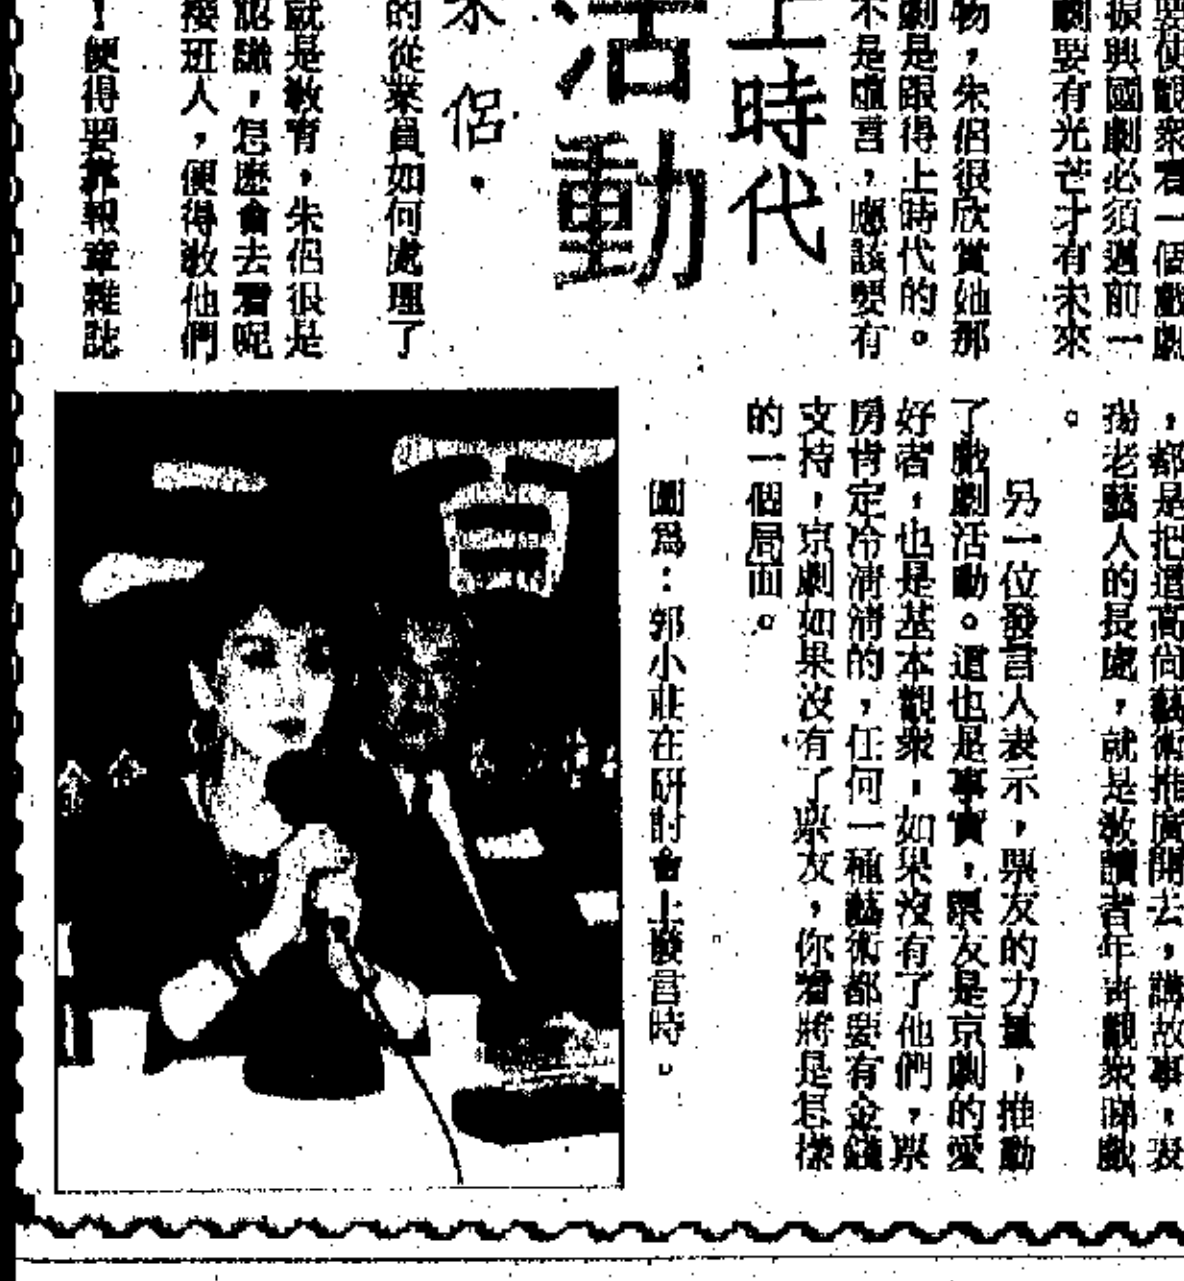 要使觀衆看一個戲劇
振興國劇必須邁前一
劇要有光芒才有未來
物，朱侶很欣賞她那
劇是跟得上時代的。
不是虛言，應該要有
上時代
活動
朱侶．
的從業員如何處理了
就是教育，朱侶很是
認識，怎麽會去看呢
接班人，便得教他們
！便得要靠報章雜誌
，都是把這高尚藝術推廣開去，講故事，表
揚老藝人的長處，就是教讀者年靑觀衆睇戲
。
另一位發言人表示，票友的力量，推動
了戲劇活動。這也是事實，票友是京劇的愛
好者，也是基本觀衆，如果沒有了他們，票
房肯定冷清清的，任何一種藝術都要有金錢
支持，京劇如果沒有了票友，你看將是怎樣
的一個局面。
圖爲：郭小莊在硏討會上發言時。